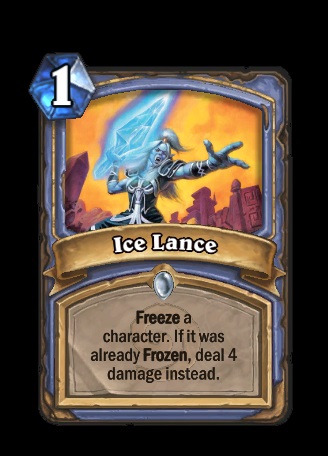 1
Ice Lance
Freeze a
character. If it was
already Frozen, deal 4
damage instead.